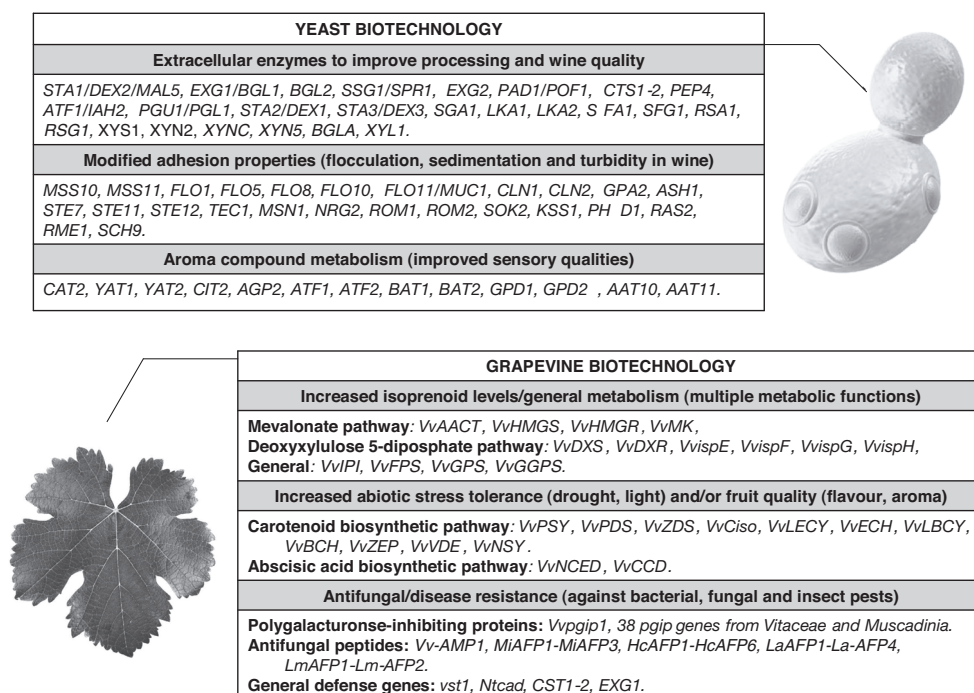 YEAST BIOTECHNOLOGY
Extracellular enzymes to improve processing and wine quality
STA1/DEX2/MAL5, EXG1/BGL1, BGL2, SSG1/SPR1, EXG2, PAD1/POF1, CTS1-2, PEP4,
ATF1/IAH2, PGU1/PGL1, STA2/DEX1, STA3/DEX3, SGA1, LKA1, LKA2, S FA1, SFG1, RSA1,
RSG1, XYS1, XYN2, XYNC, XYN5, BGLA, XYL1.
Modified adhesion properties (flocculation, sedimentation and turbidity in wine)
MSS10, MSS11, FLO1, FLO5, FLO8, FLO10, FLO11/MUC1, CLN1, CLN2, GPA2, ASH1,
STE7, STE11, STE12, TEC1, MSN1, NRG2, ROM1, ROM2, SOK2, KSS1, PH D1, RAS2,
RME1, SCH9.
Aroma compound metabolism (improved sensory qualities)
CAT2, YAT1, YAT2, CIT2, AGP2, ATF1, ATF2, BAT1, BAT2, GPD1, GPD2 , AAT10, AAT11.
GRAPEVINE BIOTECHNOLOGY
Increased isoprenoid levels/general metabolism (multiple metabolic functions)
Mevalonate pathway: VvAACT, VvHMGS, VvHMGR, VvMK,
Deoxyxylulose 5-diposphate pathway: VvDXS, VvDXR, VvispE, VvispF, VvispG, VvispH,
General: VvIPI, VvFPS, VvGPS, VvGGPS.
Increased abiotic stress tolerance (drought, light) and/or fruit quality (flavour, aroma)
Carotenoid biosynthetic pathway: VvPSY, VvPDS, VvZDS, VvCiso, VvLECY, VvECH, VvLBCY,
VvBCH, VvZEP, VvVDE, VvNSY .
Abscisic acid biosynthetic pathway: VvNCED, VvCCD.
Antifungal/disease resistance (against bacterial, fungal and insect pests)
Polygalacturonse-inhibiting proteins: Vvpgip1, 38 pgip genes from Vitaceae and Muscadinia.
Antifungal peptides: Vv-AMP1, MiAFP1-MiAFP3, HcAFP1-HcAFP6, LaAFP1-La-AFP4,
LmAFP1-Lm-AFP2.
General defense genes: vst1, Ntcad, CST1-2, EXG1.